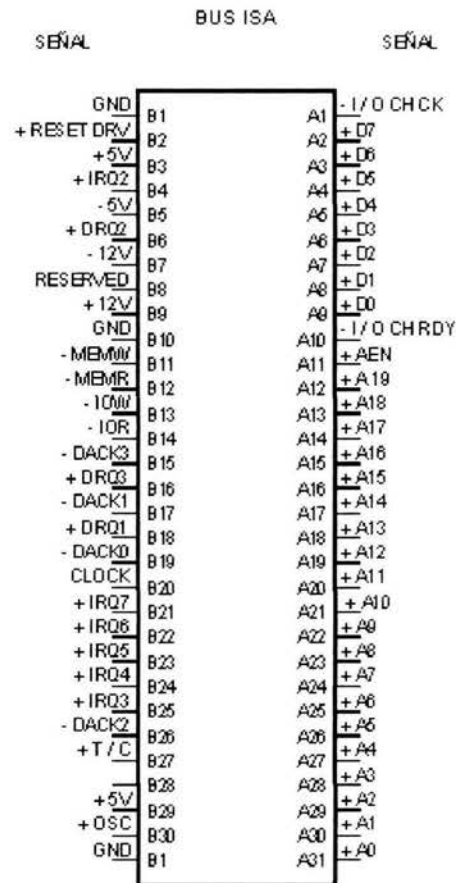 BUS ISA
SEÑAL SEÑAL
GND B1 A1 - I / O CHCK
+ RESET DRV B2 A2 + D7
+ 5V B3 A3 + D6
+ IRQ2 B4 A4 + D5
- 5V B5 A5 + D4
+ DRQ2 B6 A6 + D3
- 12V B7 A7 + D2
RESERVED B8 A8 + D1
+ 12V B9 A9 + D0
GND B10 A10 - I / O CHRDY
- MEMW B11 A11 + AEN
- MEMR B12 A12 + A19
- IOW B13 A13 + A18
- IOR B14 A14 + A17
- DACK3 B15 A15 + A16
+ DRQ3 B16 A16 + A15
- DACK1 B17 A17 + A14
+ DRQ1 B18 A18 + A13
- DACK0 B19 A19 + A12
CLOCK B20 A20 + A11
+ IRQ7 B21 A21 + A10
+ IRQ6 B22 A22 + A9
+ IRQ5 B23 A23 + A8
+ IRQ4 B24 A24 + A7
+ IRQ3 B25 A25 + A6
- DACK2 B26 A26 + A5
+ T / C B27 A27 + A4
B28 A28 + A3
+ 5V B29 A29 + A2
+ OSC B30 A30 + A1
GND B1 A31 + A0